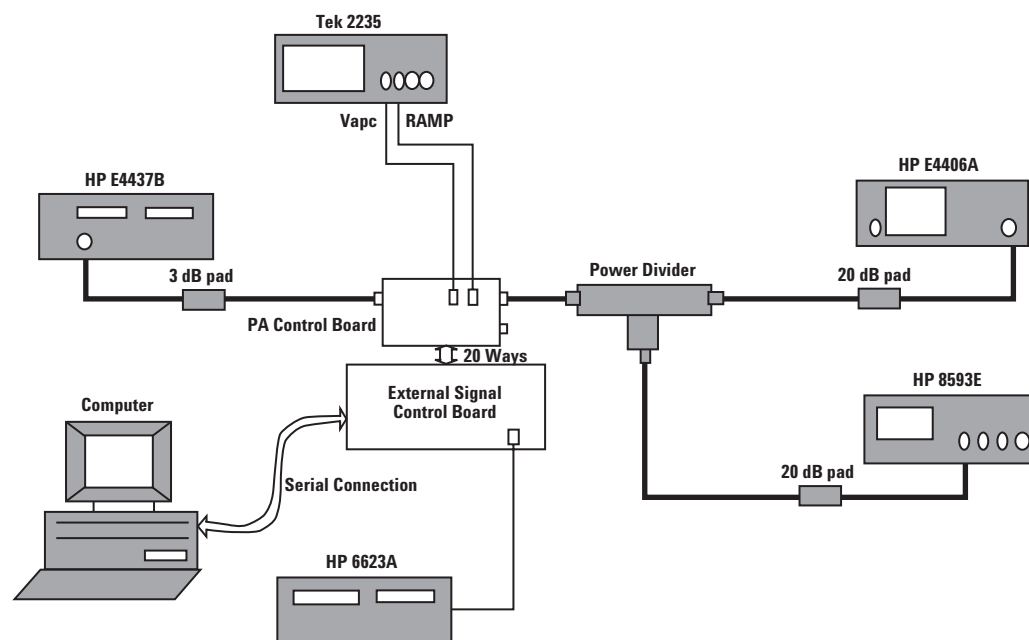 Tek 2235
Vapc
RAMP
HP E4437B
HP E4406A
3 dB pad
Power Divider
20 dB pad
PA Control Board
20 Ways
External Signal
Control Board
HP 8593E
Computer
Serial Connection
20 dB pad
HP 6623A